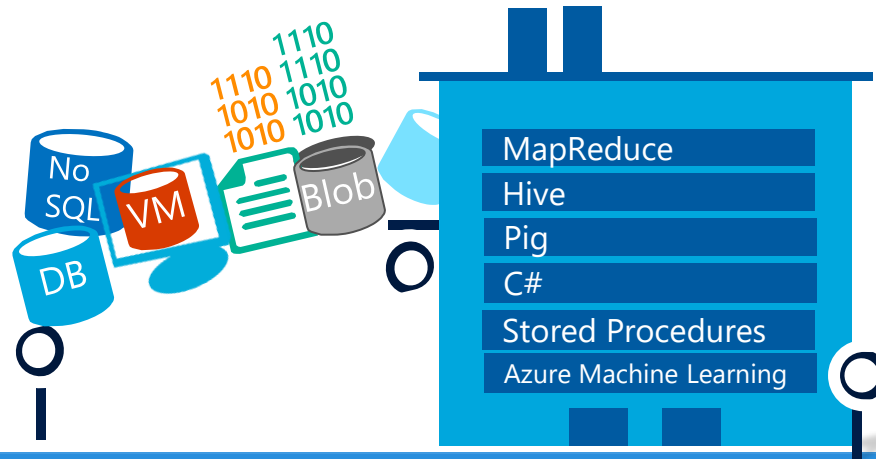 1110
1110
1110
1010
1010
1010
1010
No
SQL
VM
Blob
DB
MapReduce
Hive
Pig
C#
Stored Procedures
Azure Machine Learning